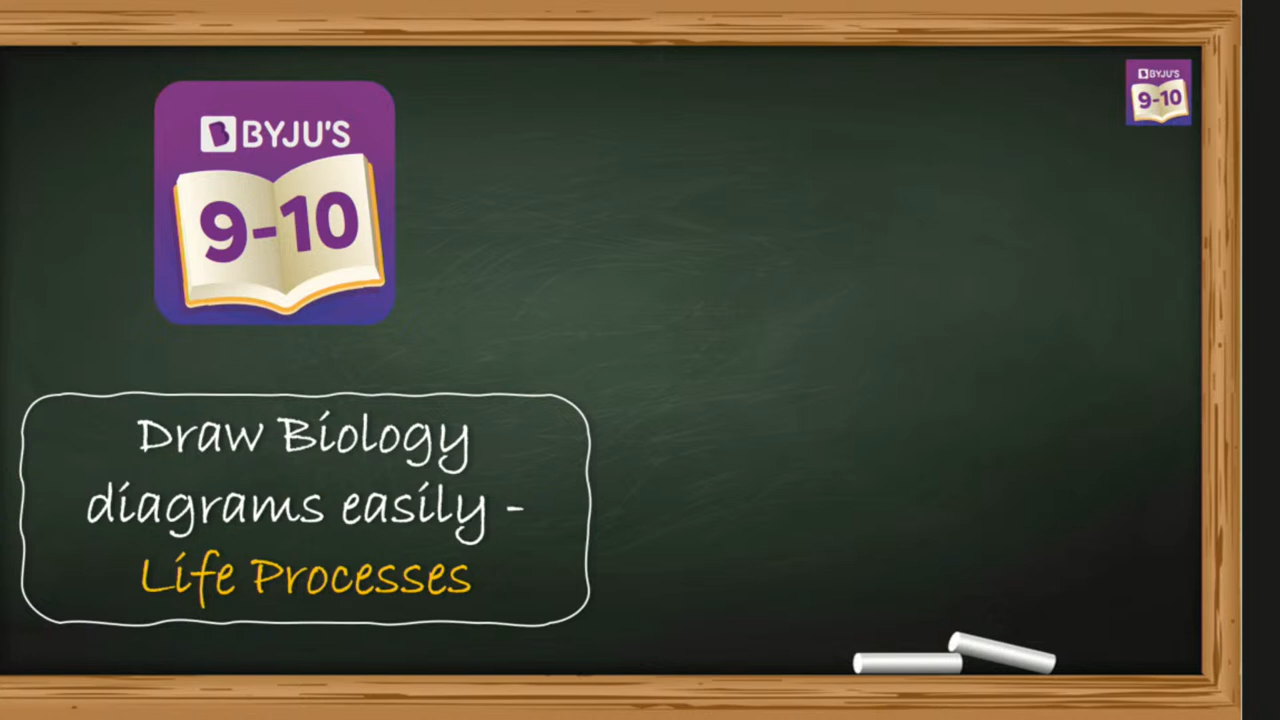 BYJU'S
9-10
BYJU'S
9-10
Draw Biology
diagrams easily -
Life Processes